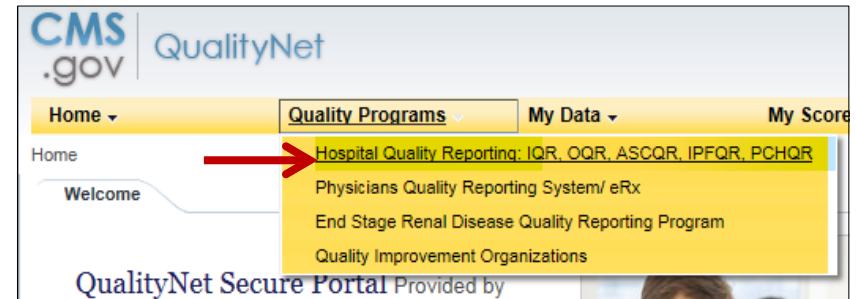 CMS
.gov
QualityNet
Home Quality Programs My Data My Score
Home
Hospital Quality Reporting: IQR, OQR, ASCQR, IPFQR, PCHQR
Welcome
Physicians Quality Reporting System/ eRx
End Stage Renal Disease Quality Reporting Program
Quality Improvement Organizations
QualityNet Secure Portal Provided by